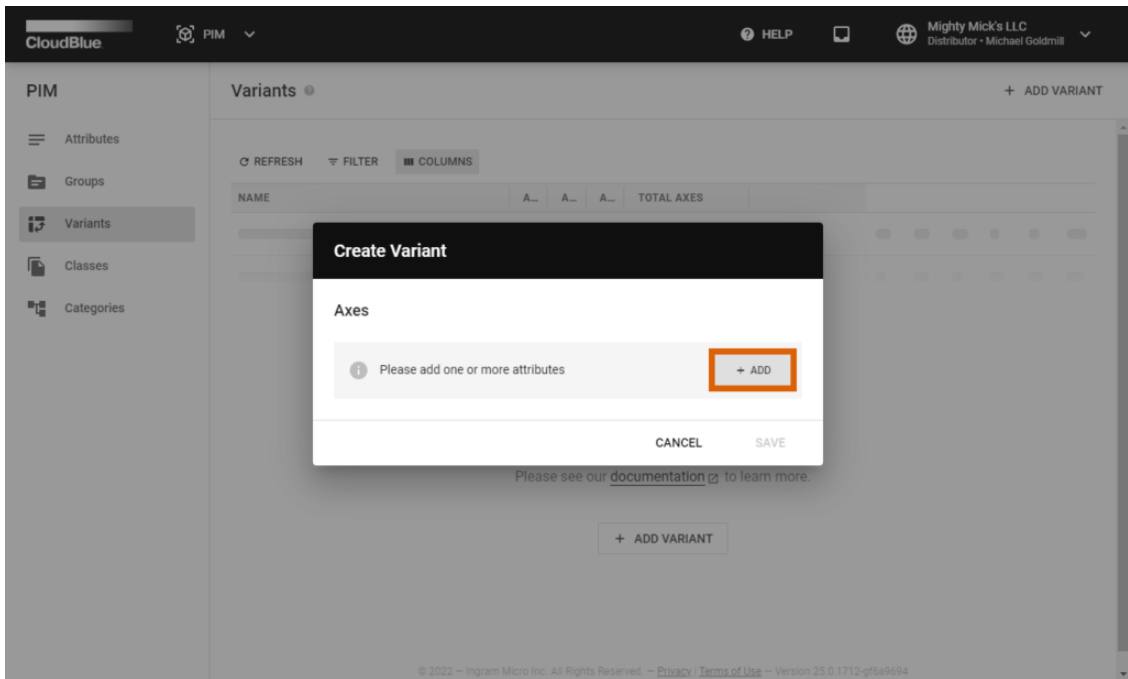 CloudBlue
PIM
HELP
Mighty Mick's LLC
Distributor • Michael Goldmill
PIM
Variants
+ ADD VARIANT
Attributes
Groups
Variants
Classes
Categories
REFRESH
FILTER
COLUMNS
NAME
A...
A...
A...
TOTAL AXES
Create Variant
Axes
Please add one or more attributes
+ ADD
CANCEL
SAVE
Please see our documentation to learn more.
+ ADD VARIANT
© 2022 – Ingram Micro Inc. All Rights Reserved. – Privacy | Terms of Use – Version 25.0.1712-gf6a9694